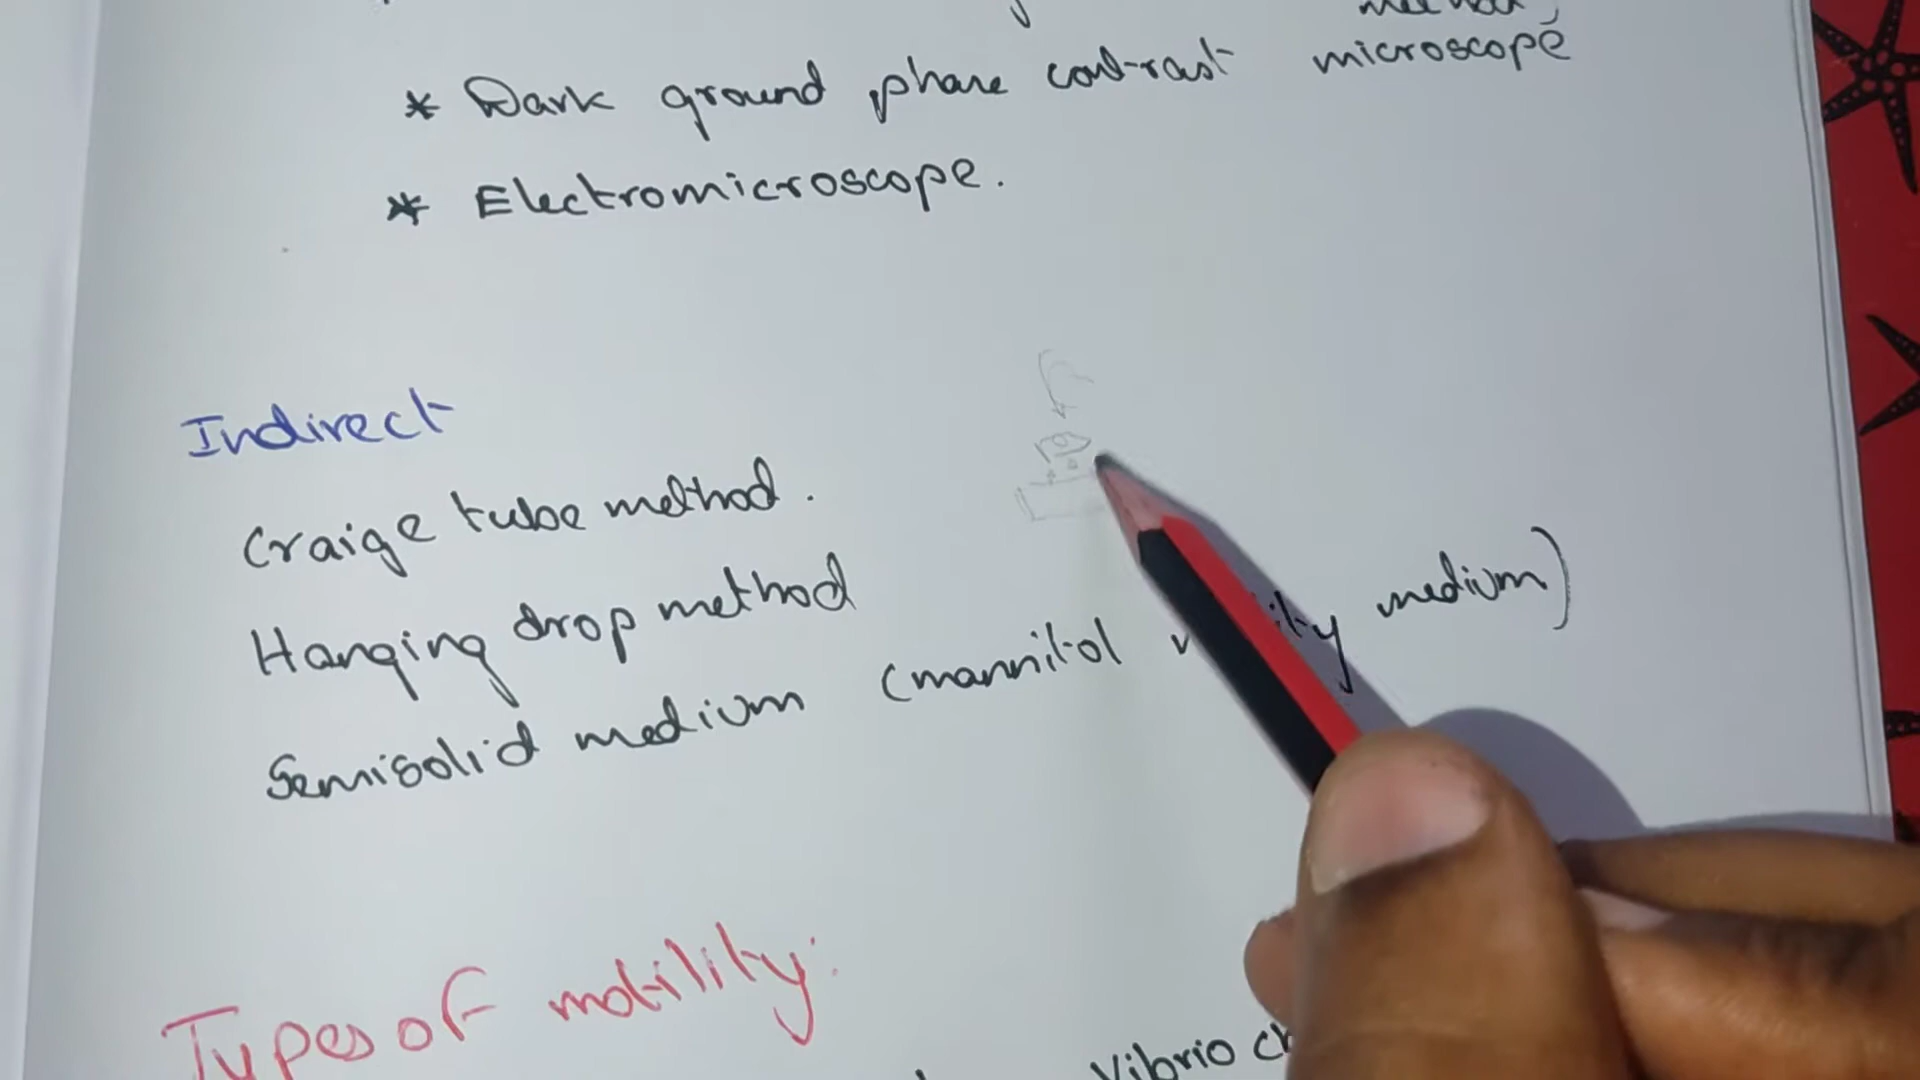 * Dark ground phase contrast microscope
* Electromicroscope.
Indirect
Craige tube method.
Hanging drop method
Semisolid medium (mannitol medium)
Types of motility:
Vibrio